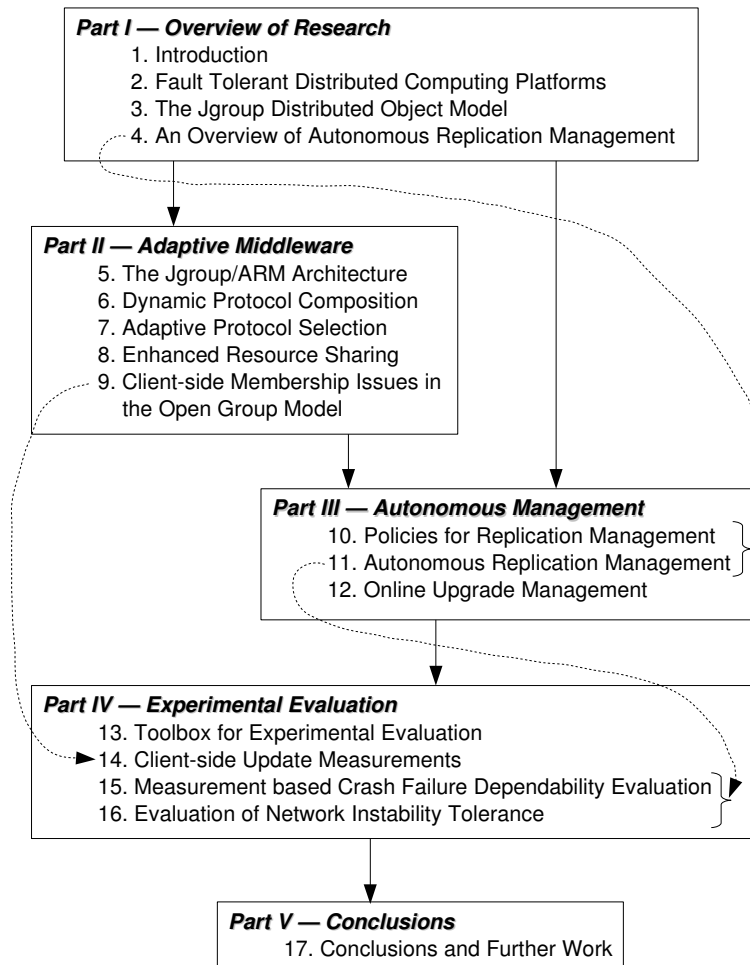 Part I — Overview of Research
1. Introduction
2. Fault Tolerant Distributed Computing Platforms
3. The Jgroup Distributed Object Model
4. An Overview of Autonomous Replication Management
Part II — Adaptive Middleware
5. The Jgroup/ARM Architecture
6. Dynamic Protocol Composition
7. Adaptive Protocol Selection
8. Enhanced Resource Sharing
9. Client-side Membership Issues in
the Open Group Model
Part III — Autonomous Management
10. Policies for Replication Management
11. Autonomous Replication Management
12. Online Upgrade Management
Part IV — Experimental Evaluation
13. Toolbox for Experimental Evaluation
14. Client-side Update Measurements
15. Measurement based Crash Failure Dependability Evaluation
16. Evaluation of Network Instability Tolerance
Part V — Conclusions
17. Conclusions and Further Work